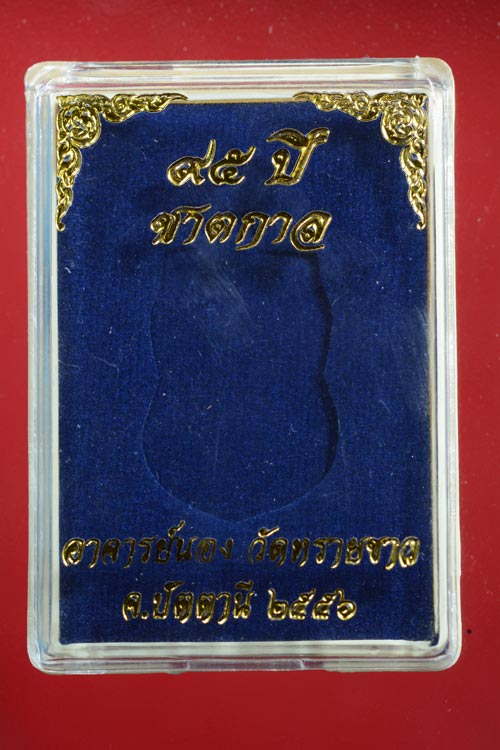 ๙๕ ปี
ชาตกาล
อาจารย์นอง วัดทรายขาว
จ.ปัตตานี ๒๕๕๖